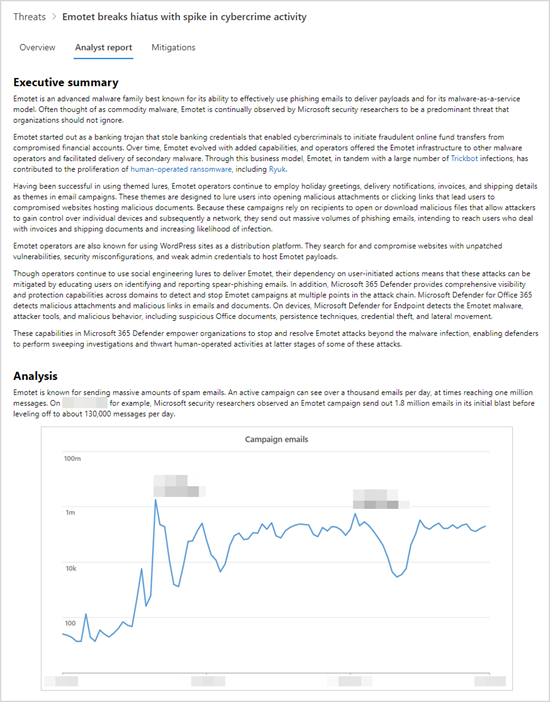 Threats > Emotet breaks hiatus with spike in cybercrime activity
Overview Analyst report Mitigations
Executive summary
Emotet is an advanced malware family best known for its ability to effectively use phishing emails to deliver payloads and for its malware-as-a-service
model. Often thought of as commodity malware, Emotet is continually observed by Microsoft security researchers to be a predominant threat that
organizations should not ignore.
Emotet started out as a banking trojan that stole banking credentials that enabled cybercriminals to initiate fraudulent online fund transfers from
compromised financial accounts. Over time, Emotet evolved with added capabilities, and operators offered the Emotet infrastructure to other malware
operators and facilitated delivery of secondary malware. Through this business model, Emotet, in tandem with a large number of Trickbot infections, has
contributed to the proliferation of human-operated ransomware, including Ryuk.
Having been successful in using themed lures, Emotet operators continue to employ holiday greetings, delivery notifications, invoices, and shipping details
as themes in email campaigns. These themes are designed to lure users into opening malicious attachments or clicking links that lead users to
compromised websites hosting malicious documents. Because these campaigns rely on recipients to open or download malicious files that allow attackers
to gain control over individual devices and subsequently a network, they send out massive volumes of phishing emails, intending to reach users who deal
with invoices and shipping documents and increasing likelihood of infection.
Emotet operators are also known for using WordPress sites as a distribution platform. They search for and compromise websites with unpatched
vulnerabilities, security misconfigurations, and weak admin credentials to host Emotet payloads.
Though operators continue to use social engineering lures to deliver Emotet, their dependency on user-initiated actions means that these attacks can be
mitigated by educating users on identifying and reporting spear-phishing emails. In addition, Microsoft 365 Defender provides comprehensive visibility
and protection capabilities across domains to detect and stop Emotet campaigns at multiple points in the attack chain. Microsoft Defender for Office 365
detects malicious attachments and malicious links in emails and documents. On devices, Microsoft Defender for Endpoint detects the Emotet malware,
attacker tools, and malicious behavior, including suspicious Office documents, persistence techniques, credential theft, and lateral movement.
These capabilities in Microsoft 365 Defender empower organizations to stop and resolve Emotet attacks beyond the malware infection, enabling defenders
to perform sweeping investigations and thwart human-operated activities at latter stages of some of these attacks.
Analysis
Emotet is known for sending massive amounts of spam emails. An active campaign can see over a thousand emails per day, at times reaching one million
messages. On for example, Microsoft security researchers observed an Emotet campaign send out 1.8 million emails in its initial blast before
leveling off to about 130,000 messages per day.
Campaign emails
100m
1m
10k
100